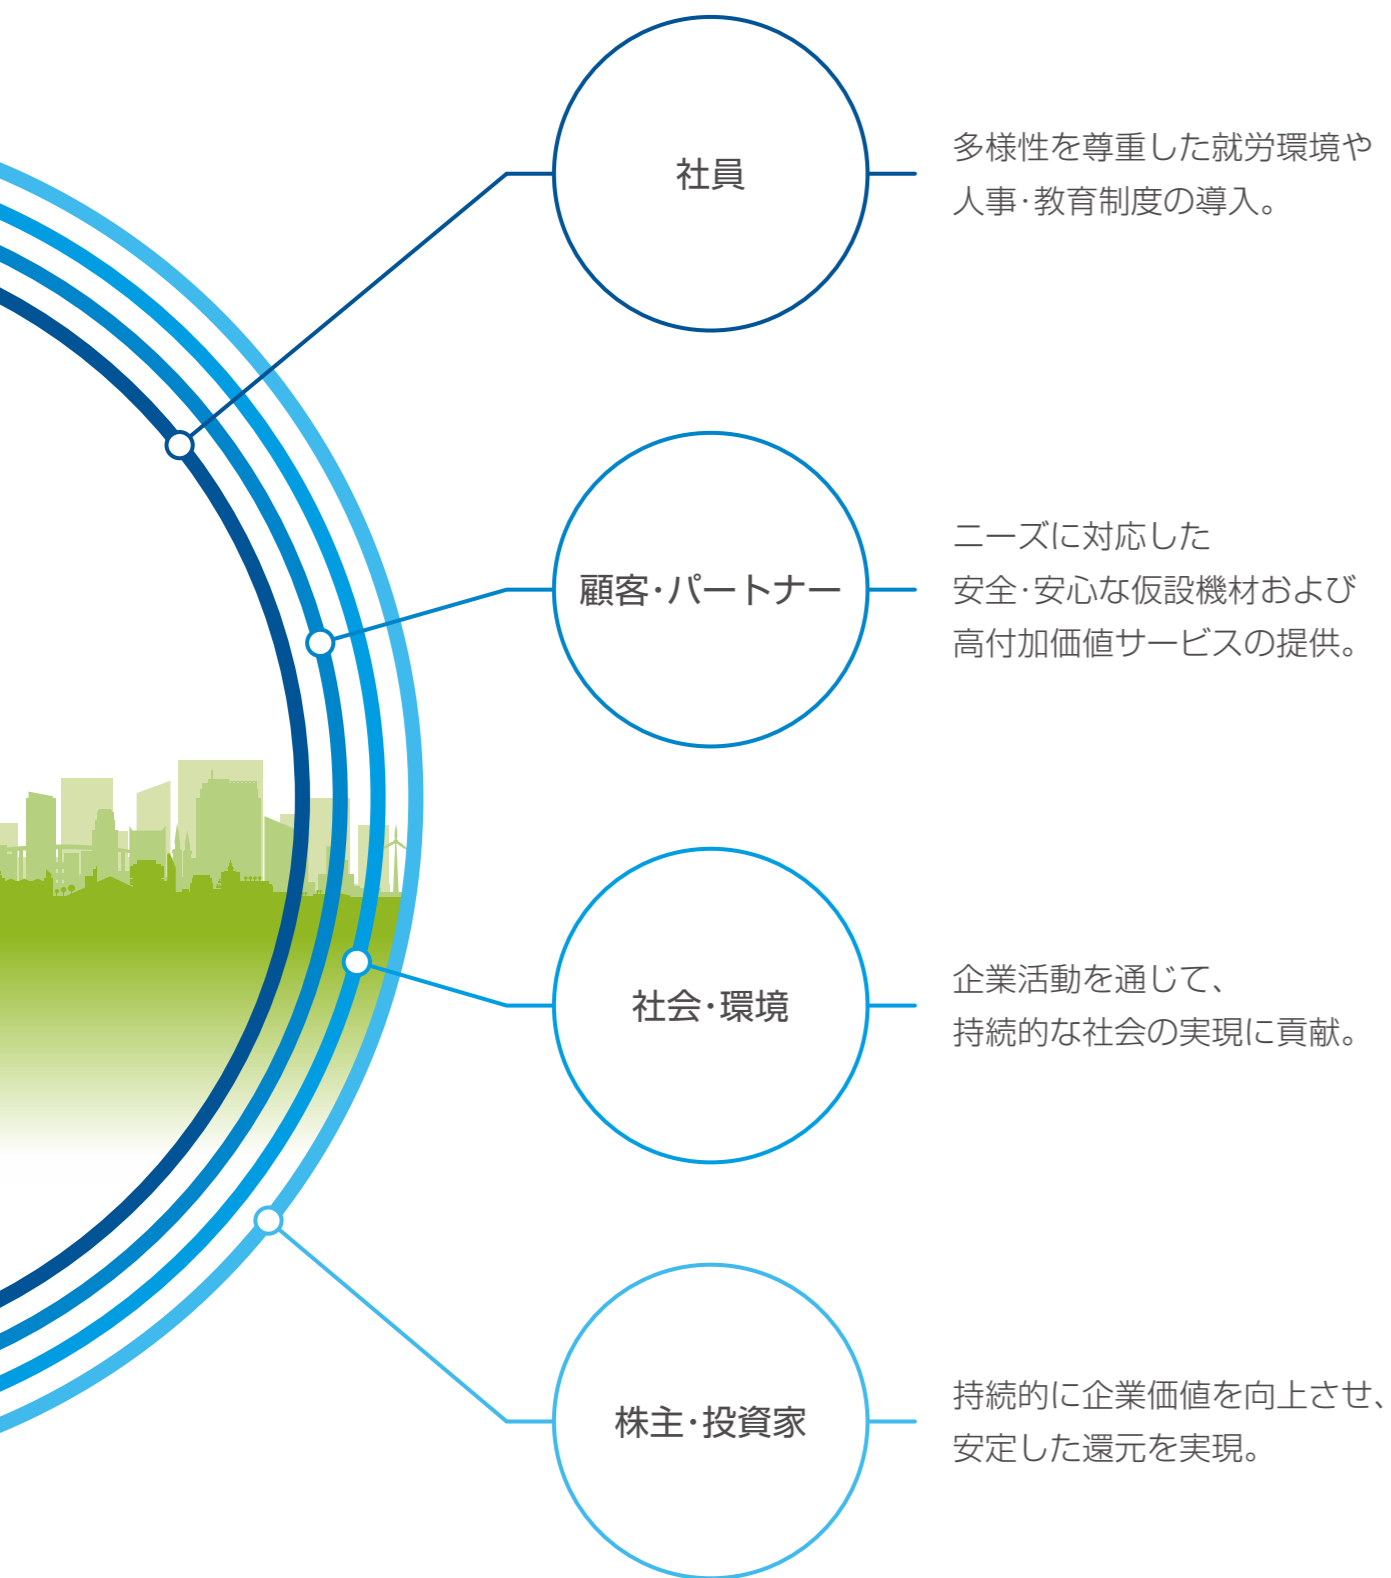 社員
多様性を尊重した就労環境や
人事·教育制度の導入。
顧客·パートナー
ニーズに対応した
安全·安心な仮設機材および
高付加価値サービスの提供。
社会·環境
企業活動を通じて、
持続的な社会の実現に貢献。
株主·投資家
持続的に企業価値を向上させ、
安定した還元を実現。